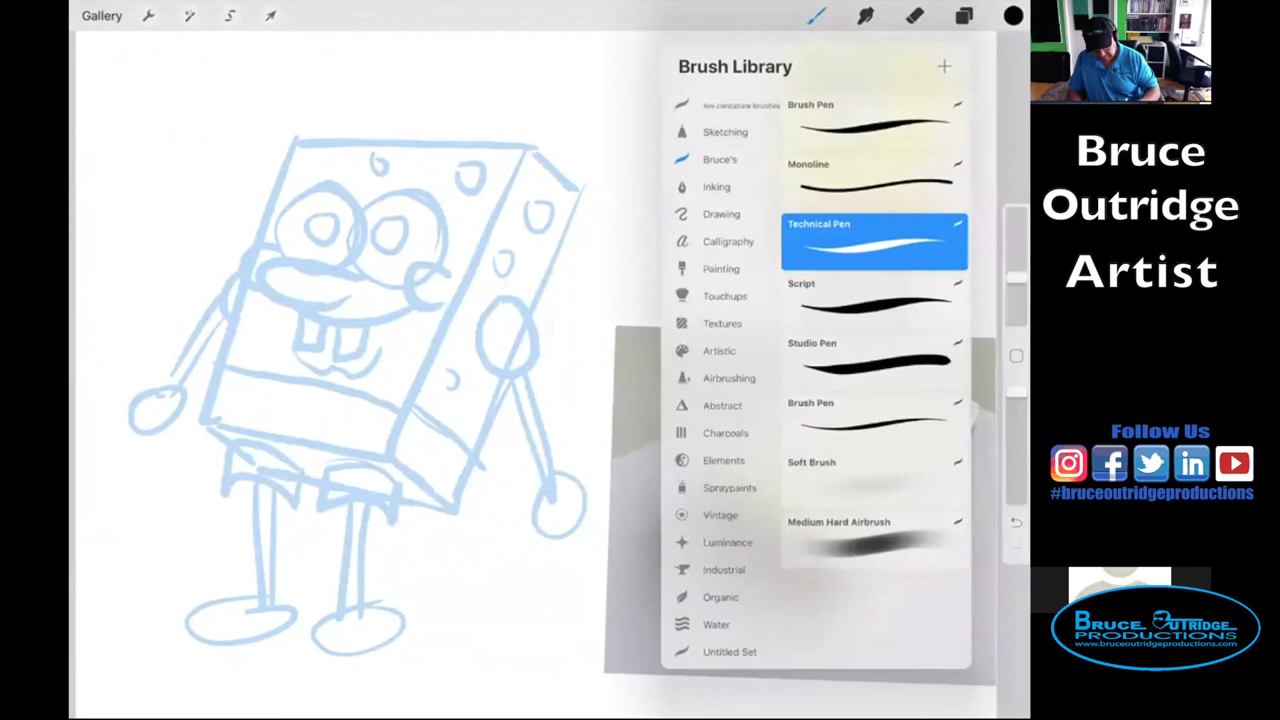 Gallery
Brush Library
live caricature brushes
Sketching
Bruce's
Inking
Drawing
Calligraphy
Painting
Touchups
Textures
Artistic
Airbrushing
Abstract
Charcoals
Elements
Spraypaints
Vintage
Luminance
Industrial
Organic
Water
Untitled Set
Brush Pen
Monoline
Technical Pen
Script
Studio Pen
Brush Pen
Soft Brush
Medium Hard Airbrush
Bruce
Outridge
Artist
Follow Us
#bruceoutridgeproductions
BRUCE OUTRIDGE
PRODUCTIONS
www.bruceoutridgeproductions.com